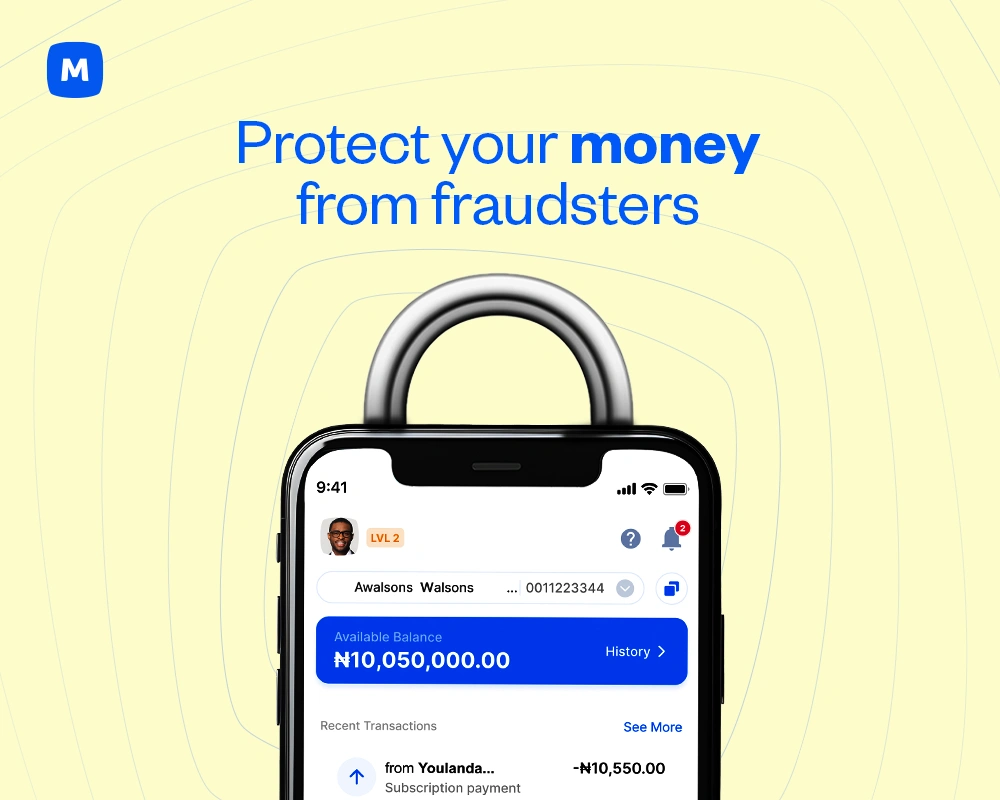 M
Protect your money
from fraudsters
9:41
LVL 2
?
2
Awalsons Walsons ... 0011223344
Available Balance
₦10,050,000.00
History
Recent Transactions
See More
from Youlanda...
-₦10,550.00
Subscription payment